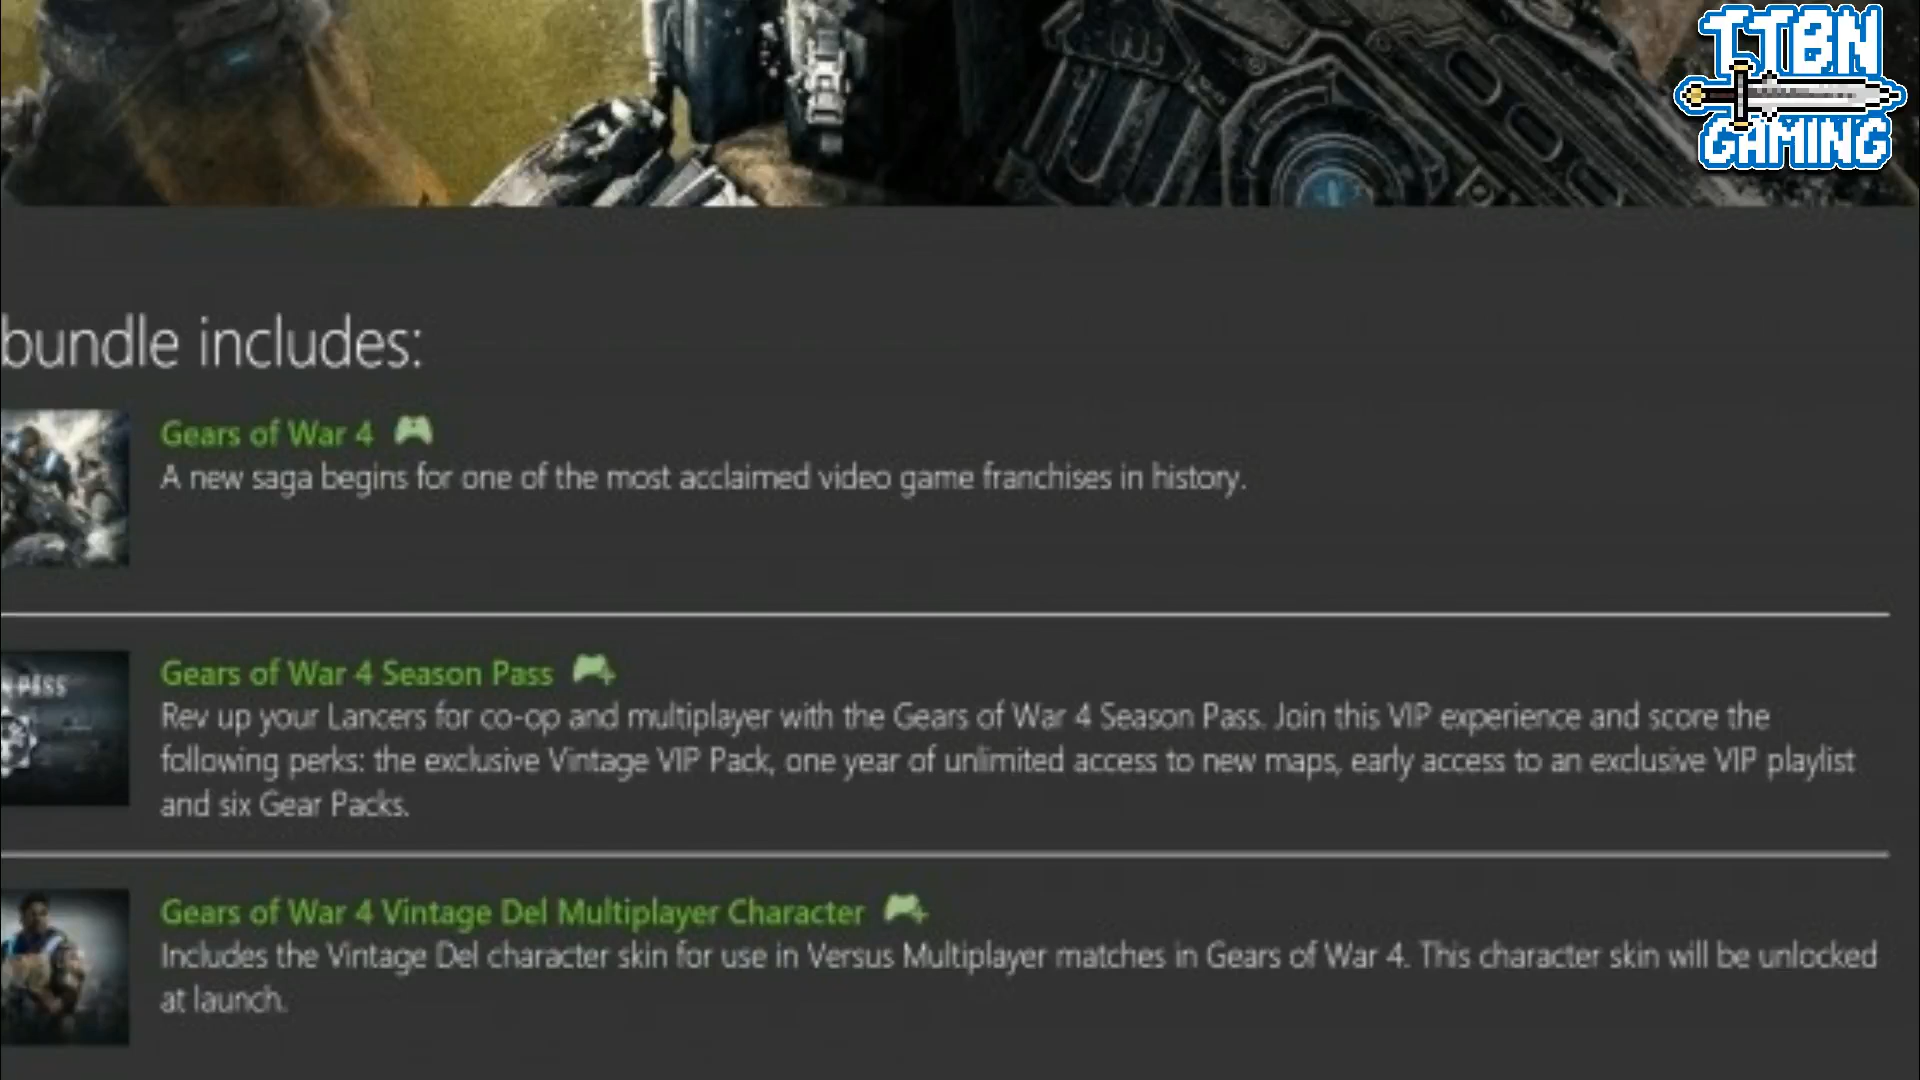 TTBN
GAMING
bundle includes:
Gears of War 4
A new saga begins for one of the most acclaimed video game franchises in history.
PASS
Gears of War 4 Season Pass
Rev up your Lancers for co-op and multiplayer with the Gears of War 4 Season Pass. Join this VIP experience and score the
following perks: the exclusive Vintage VIP Pack, one year of unlimited access to new maps, early access to an exclusive VIP playlist
and six Gear Packs.
Gears of War 4 Vintage Del Multiplayer Character
Includes the Vintage Del character skin for use in Versus Multiplayer matches in Gears of War 4. This character skin will be unlocked
at launch.